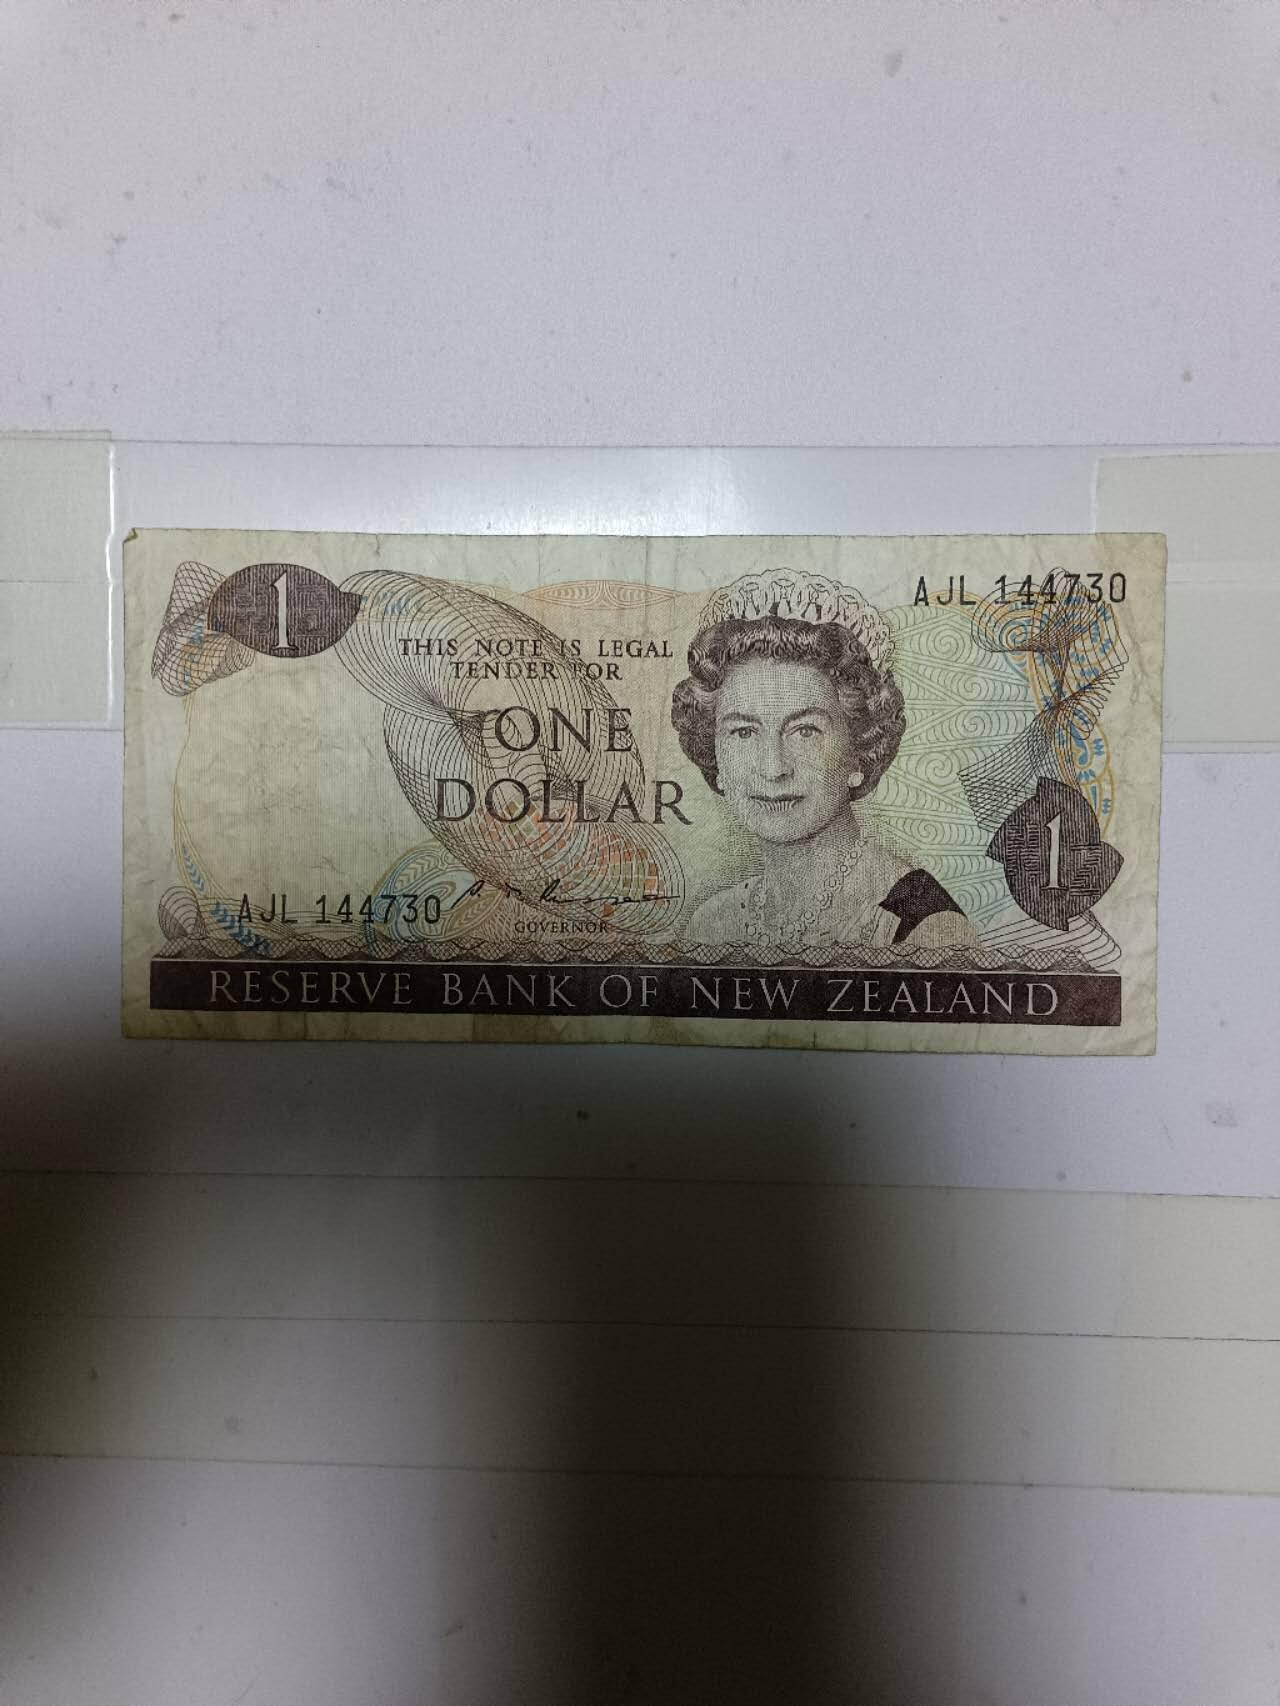 1
AJL 144730
THIS NOTE IS LEGAL
TENDER FOR
ONE
DOLLAR
1
AJL 144730
GOVERNOR
RESERVE BANK OF NEW ZEALAND